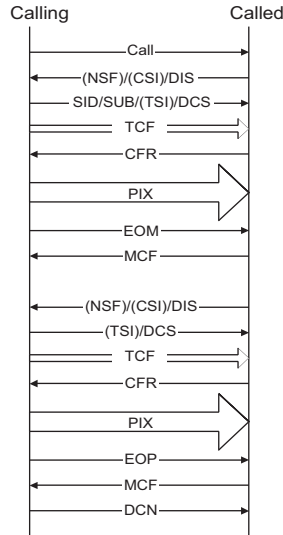 Calling Called
Call
(NSF)/(CSI)/DIS
SID/SUB/(TSI)/DCS
TCF
CFR
PIX
EOM
MCF
(NSF)/(CSI)/DIS
(TSI)/DCS
TCF
CFR
PIX
EOP
MCF
DCN